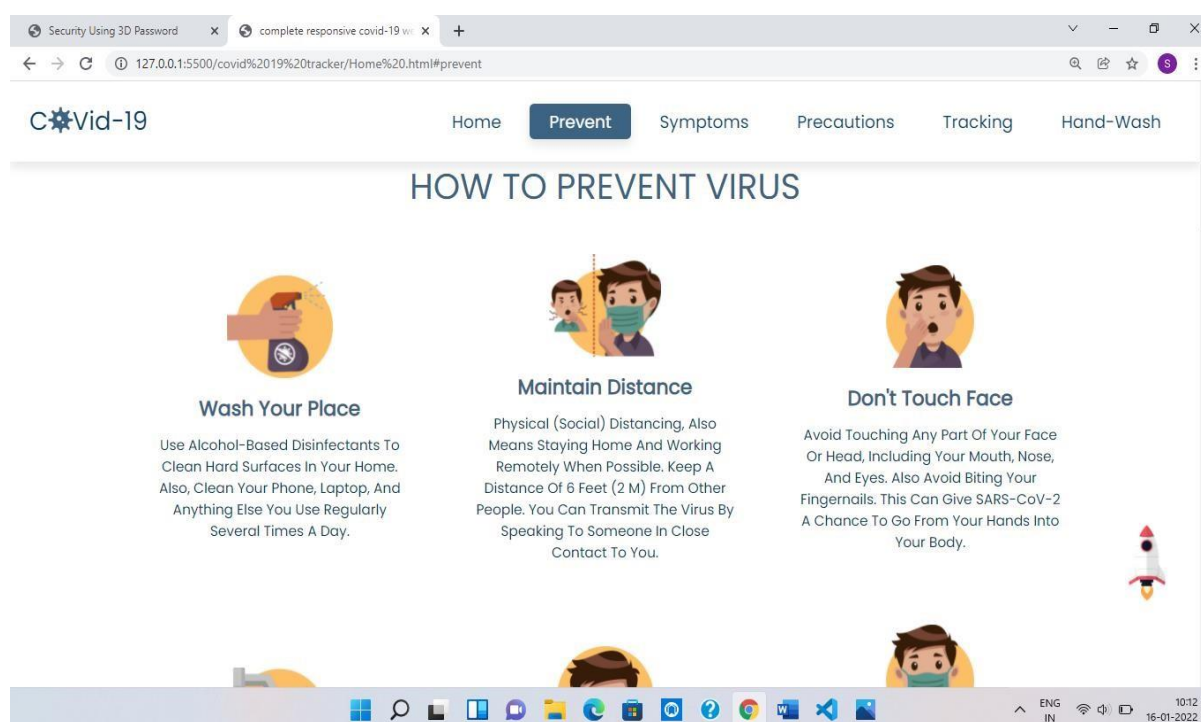 Security Using 3D Password
complete responsive covid-19 w
127.0.0.1:5500/covid%2019%20tracker/Home%20.html#prevent
S
C Vid-19
Home
Prevent
Symptoms
Precautions
Tracking
Hand-Wash
HOW TO PREVENT VIRUS
Wash Your Place
Use Alcohol-Based Disinfectants To
Clean Hard Surfaces In Your Home.
Also, Clean Your Phone, Laptop, And
Anything Else You Use Regularly
Several Times A Day.
Maintain Distance
Physical (Social) Distancing, Also
Means Staying Home And Working
Remotely When Possible. Keep A
Distance Of 6 Feet (2 M) From Other
People. You Can Transmit The Virus By
Speaking To Someone In Close
Contact To You.
Don't Touch Face
Avoid Touching Any Part Of Your Face
Or Head, Including Your Mouth, Nose,
And Eyes. Also Avoid Biting Your
Fingernails. This Can Give SARS-CoV-2
A Chance To Go From Your Hands Into
Your Body.
ENG
IN
10:12
16-01-2022